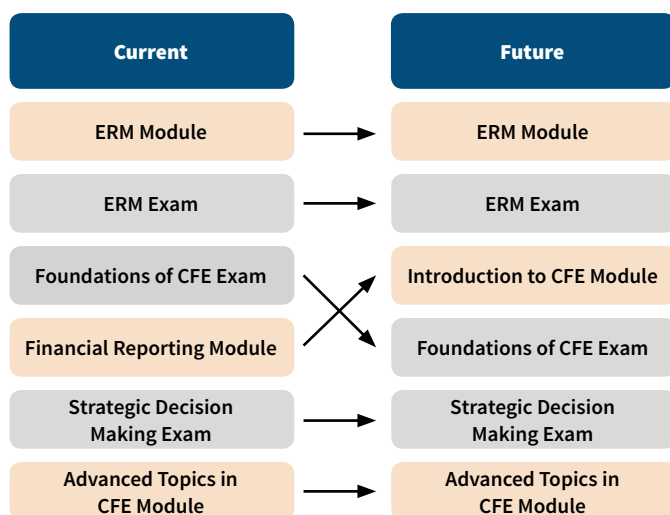 Current
Future
ERM Module
ERM Module
ERM Exam
ERM Exam
Foundations of CFE Exam
Introduction to CFE Module
Financial Reporting Module
Foundations of CFE Exam
Strategic Decision
Making Exam
Strategic Decision
Making Exam
Advanced Topics in
CFE Module
Advanced Topics in
CFE Module